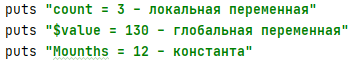 puts "count = 3 – локальная переменная"
puts "$value = 130 – глобальная переменная"
puts "Mounths = 12 – константа"